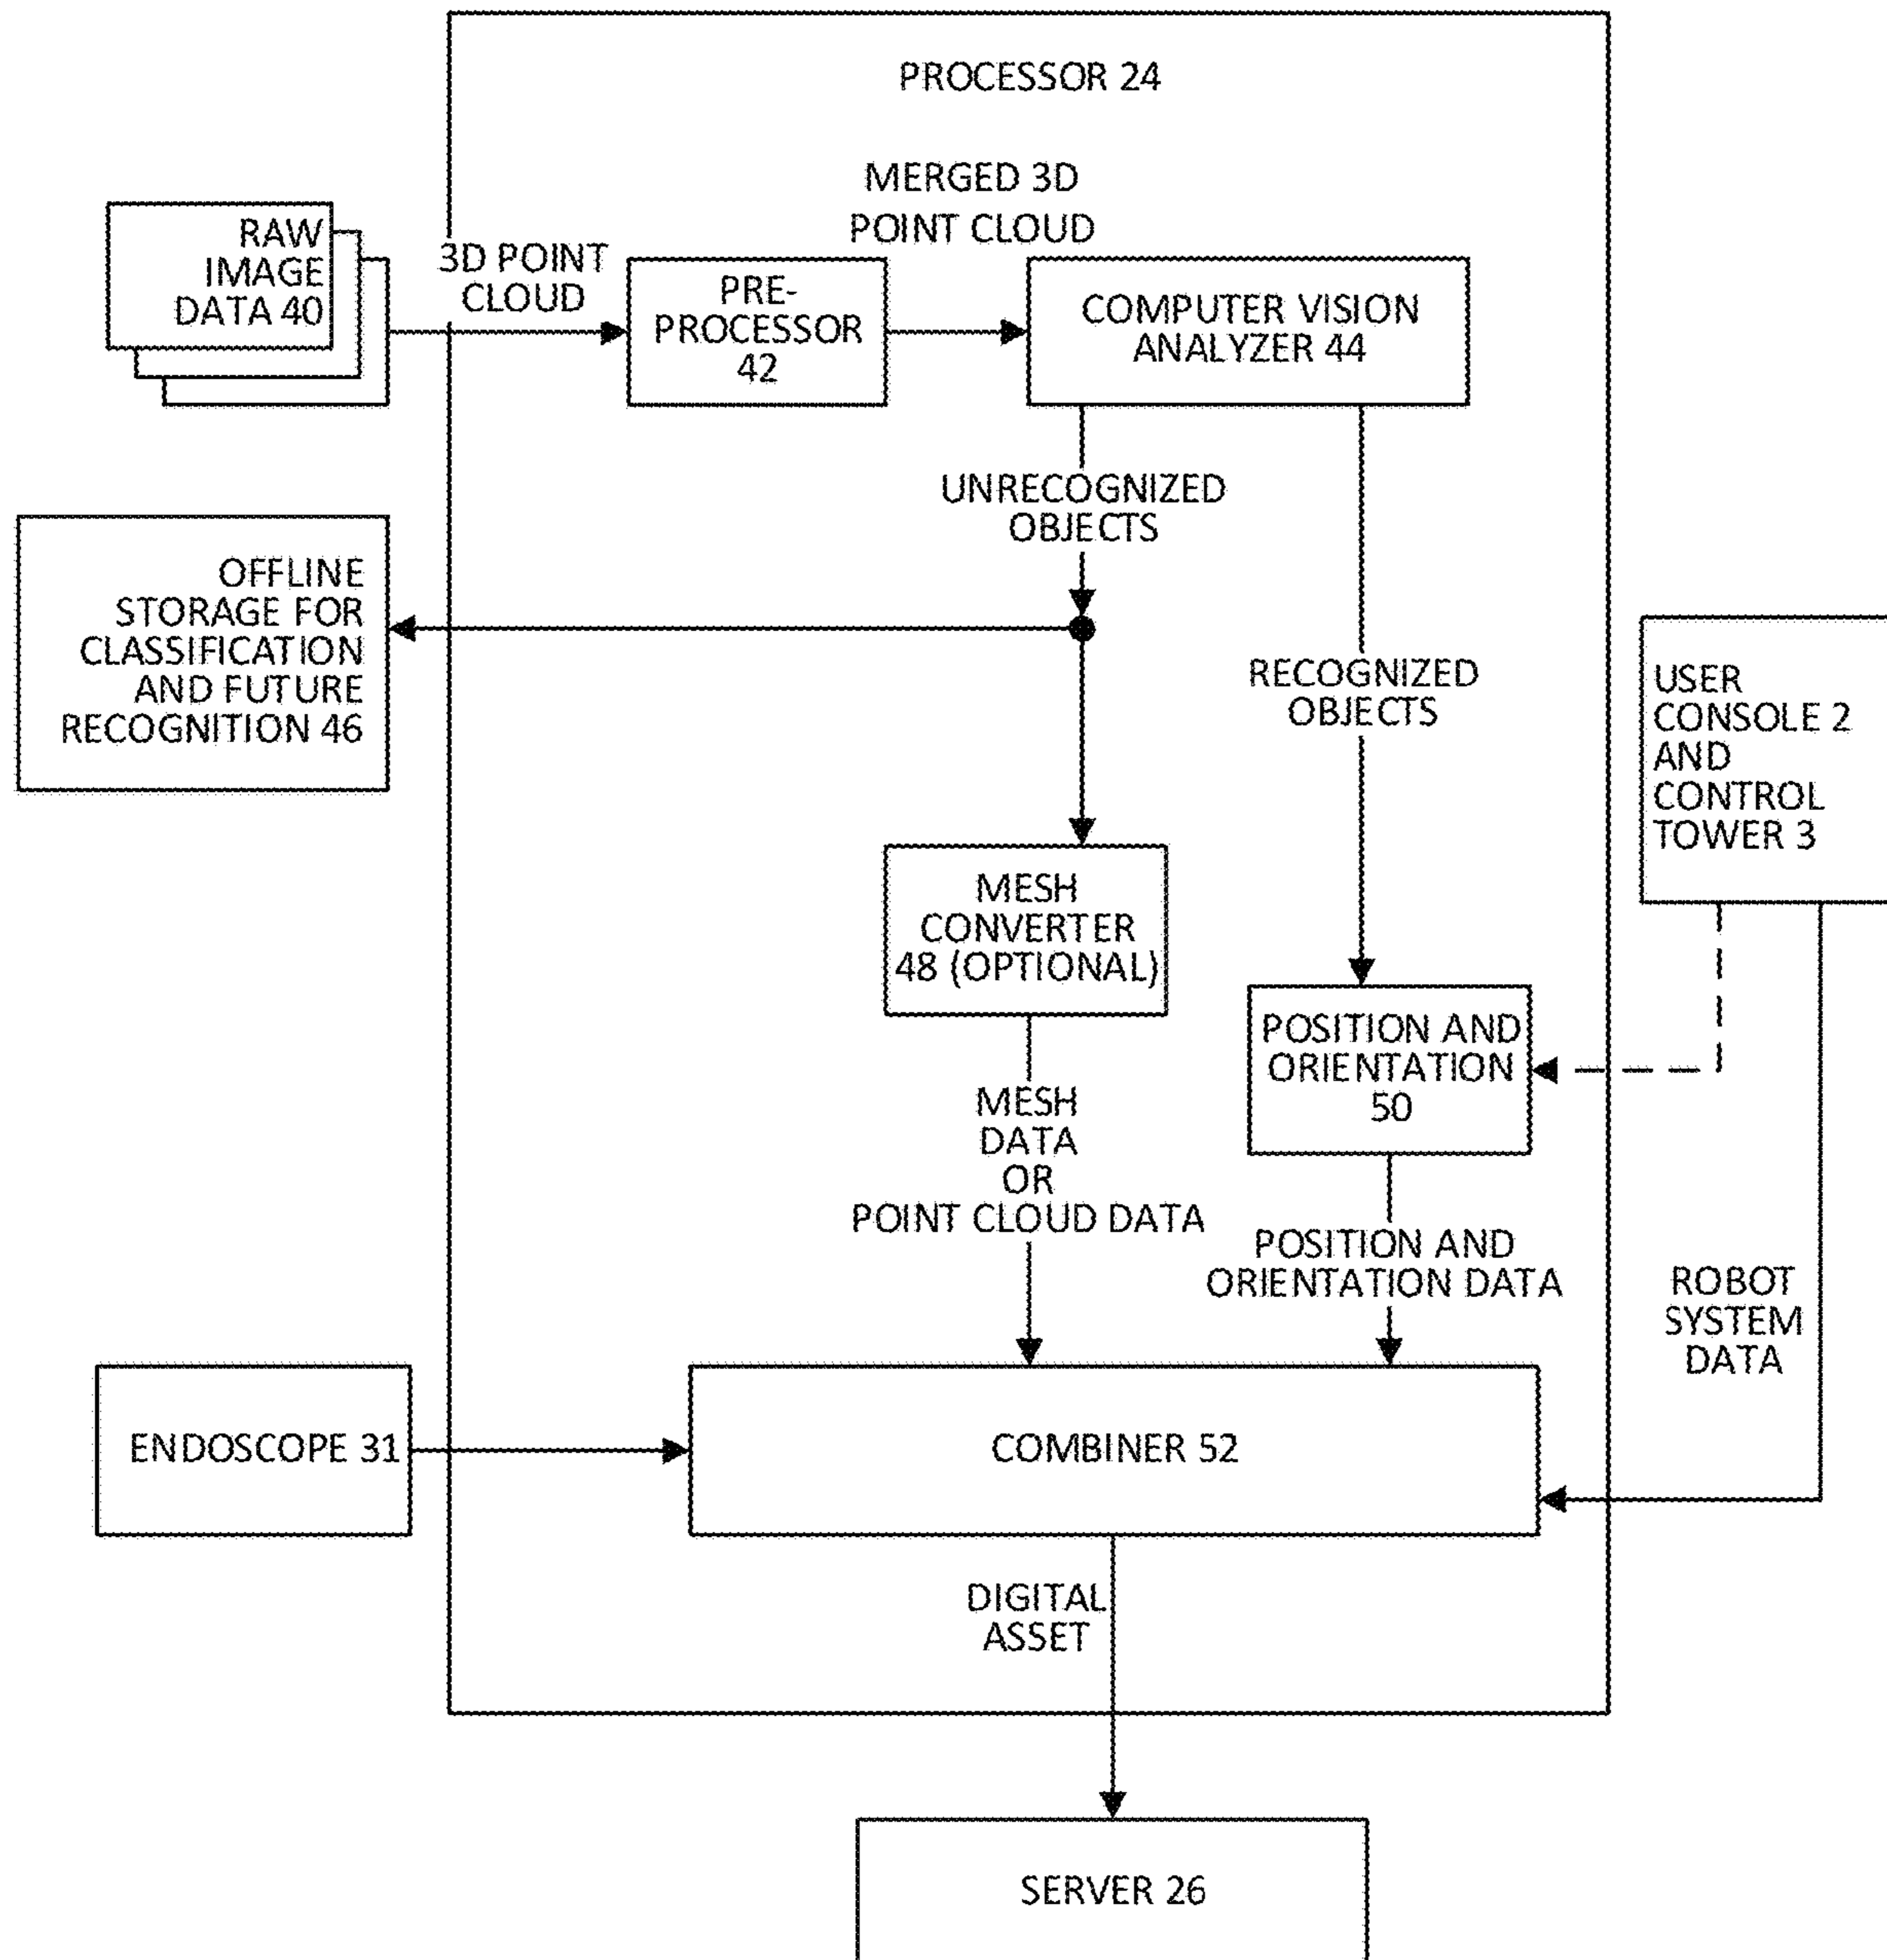 PROCESSOR 24
MERGED 3D
POINT CLOUD
RAW
IMAGE
DATA 40
3D POINT
CLOUD
PRE-
PROCESSOR
42
COMPUTER VISION
ANALYZER 44
UNRECOGNIZED
OBJECTS
OFFLINE
STORAGE FOR
CLASSIFICATION
AND FUTURE
RECOGNITION 46
RECOGNIZED
OBJECTS
USER
CONSOLE 2
AND
CONTROL
TOWER 3
MESH
CONVERTER
48 (OPTIONAL)
POSITION AND
ORIENTATION
50
MESH
DATA
OR
POINT CLOUD DATA
POSITION AND
ORIENTATION DATA
ROBOT
SYSTEM
DATA
ENDOSCOPE 31
COMBINER 52
DIGITAL
ASSET
SERVER 26